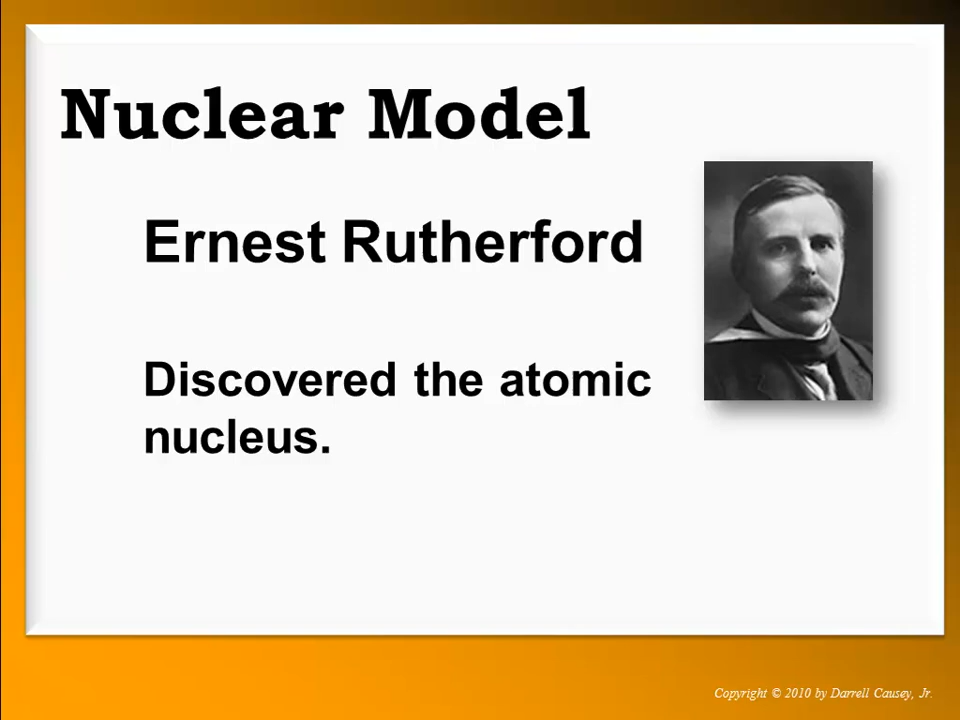 Nuclear Model
Ernest Rutherford
Discovered the atomic
nucleus.
Copyright © 2010 by Darrell Causey, Jr.